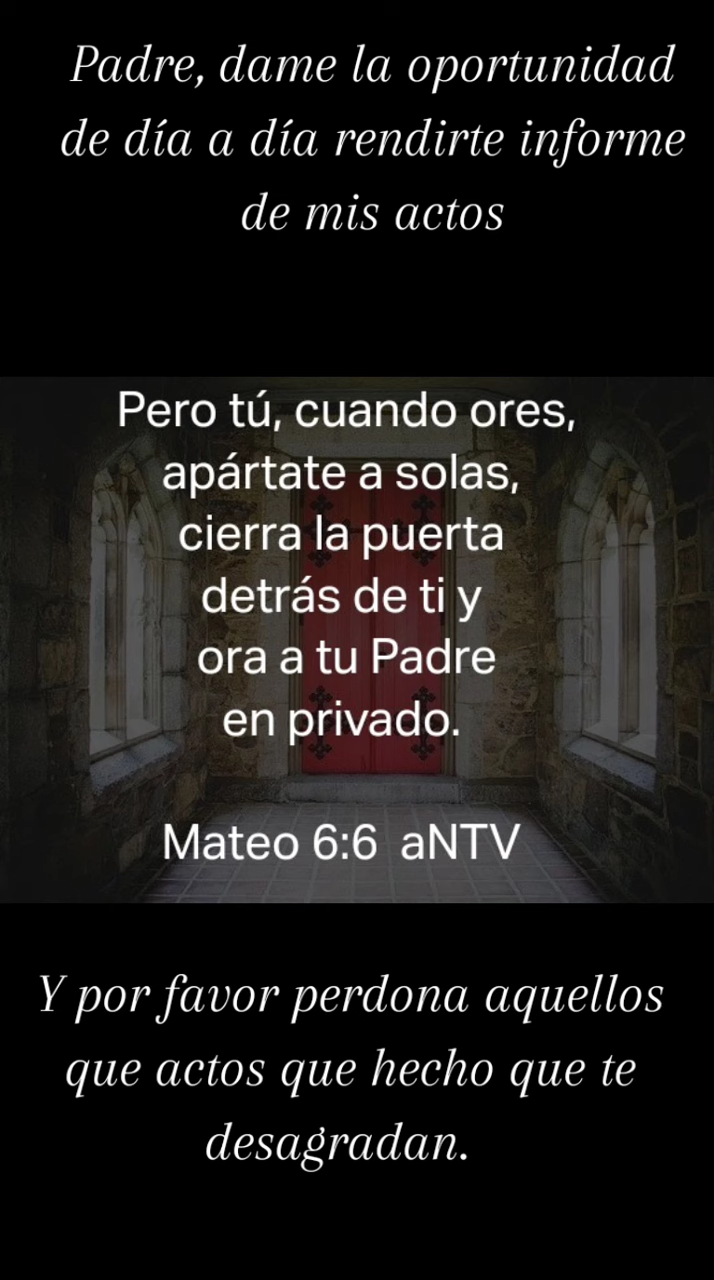 Padre, dame la oportunidad
de día a día rendirte informe
de mis actos
Pero tú, cuando ores,
apártate a solas,
cierra la puerta
detrás de ti y
ora a tu Padre
en privado.
Mateo 6:6 aNTV
Y por favor perdona aquellos
que actos que hecho que te
desagradan.